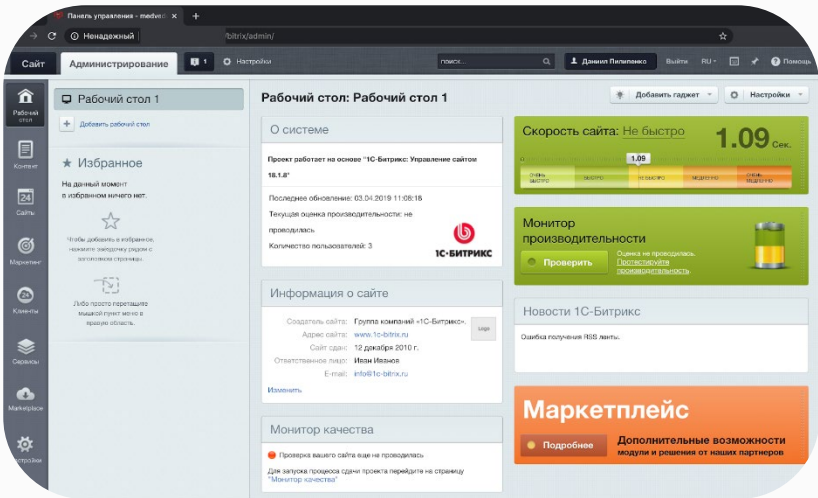 Панель управления - medved
Ненадежный
/bitrix/admin/
Сайт
Администрирование
1
Настройки
поиск...
Даниил Пилипенко
Выйти
RU
Помощь
Рабочий
стол
Контент
24
Сайты
Маркетинг
24
Клиенты
Сервисы
Marketplace
Настройки
Рабочий стол 1
Добавить рабочий стол
Избранное
На данный момент
в избранном ничего нет.
Чтобы добавить в избранное,
нажмите звёздочку рядом с
заголовком страницы.
Либо просто перетащите
мышкой пункт меню в
правую область.
Рабочий стол: Рабочий стол 1
Добавить гаджет
Настройки
О системе
Проект работает на основе "1С-Битрикс: Управление сайтом
18.1.8"
Последнее обновление: 03.04.2019 11:08:18
Текущая оценка производительности: не
проводилась
Количество пользователей: 3
1С-БИТРИКС
Информация о сайте
Создатель сайта: Группа компаний «1С-Битрикс».
Адрес сайта: www.1c-bitrix.ru
Сайт сдан: 12 декабря 2010 г.
Ответственное лицо: Иван Иванов
E-mail: info@1c-bitrix.ru
Logo
Изменить
Монитор качества
Проверка вашего сайта еще не проводилась
Для запуска процесса сдачи проекта перейдите на страницу
"Монитор качества"
Скорость сайта: Не быстро
1.09 Сек.
1.09
ОЧЕНЬ БЫСТРО
БЫСТРО
НЕ БЫСТРО
МЕДЛЕННО
ОЧЕНЬ МЕДЛЕННО
Монитор
производительности
Проверить
Оценка не проводилась.
Протестируйте
производительность.
Новости 1С-Битрикс
Ошибка получения RSS ленты.
Маркетплейс
Подробнее
Дополнительные возможности
модули и решения от наших партнеров